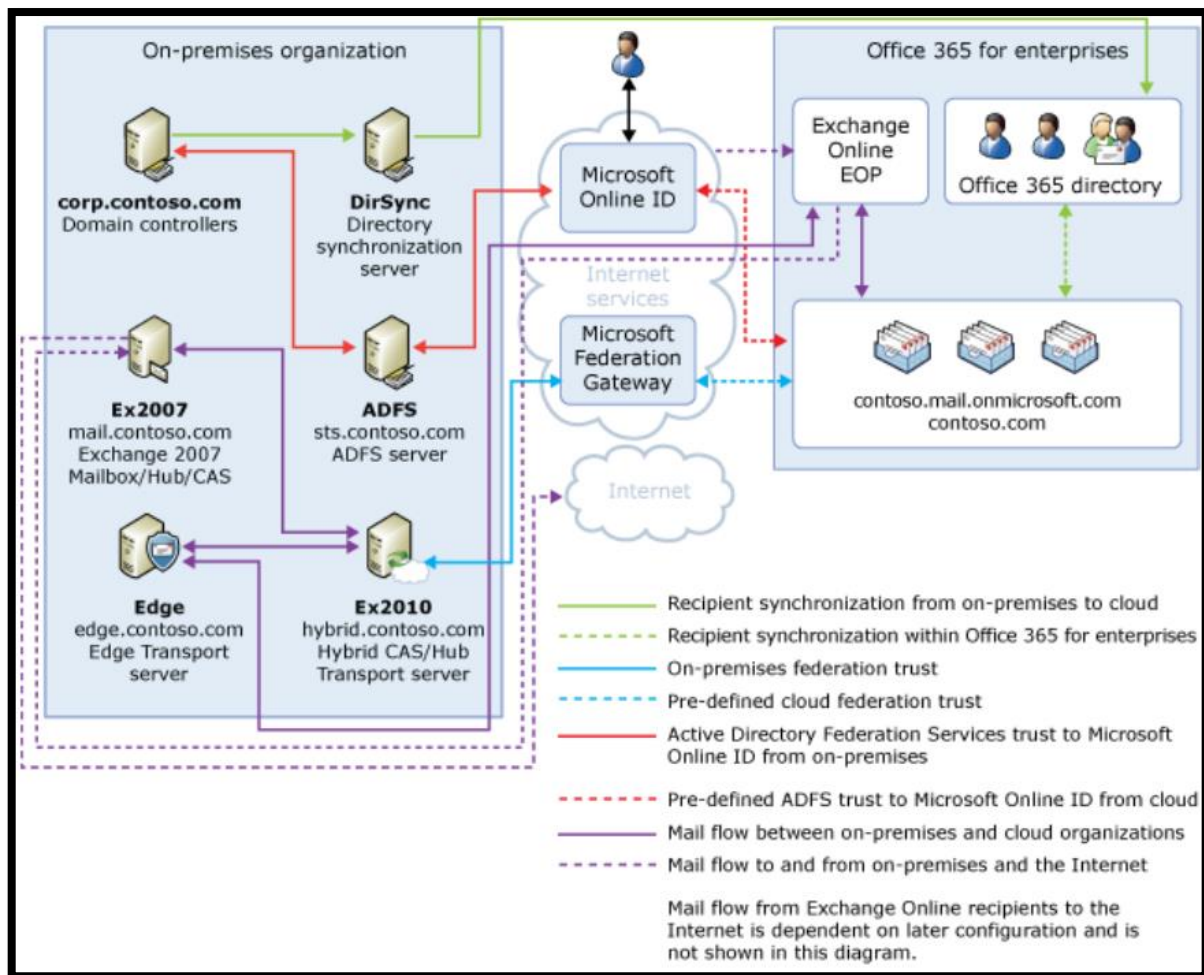 On-premises organization
corp.contoso.com
Domain controllers
DirSync
Directory
synchronization
server
Ex2007
mail.contoso.com
Exchange 2007
Mailbox/Hub/CAS
ADFS
sts.contoso.com
ADFS server
Edge
edge.contoso.com
Edge Transport
server
Ex2010
hybrid.contoso.com
Hybrid CAS/Hub
Transport server
Microsoft
Online ID
Internet
services
Microsoft
Federation
Gateway
Internet
Office 365 for enterprises
Exchange
Online
EOP
Office 365 directory
contoso.mail.onmicrosoft.com
contoso.com
Recipient synchronization from on-premises to cloud
Recipient synchronization within Office 365 for enterprises
On-premises federation trust
Pre-defined cloud federation trust
Active Directory Federation Services trust to Microsoft
Online ID from on-premises
Pre-defined ADFS trust to Microsoft Online ID from cloud
Mail flow between on-premises and cloud organizations
Mail flow to and from on-premises and the Internet
Mail flow from Exchange Online recipients to the
Internet is dependent on later configuration and is
not shown in this diagram.